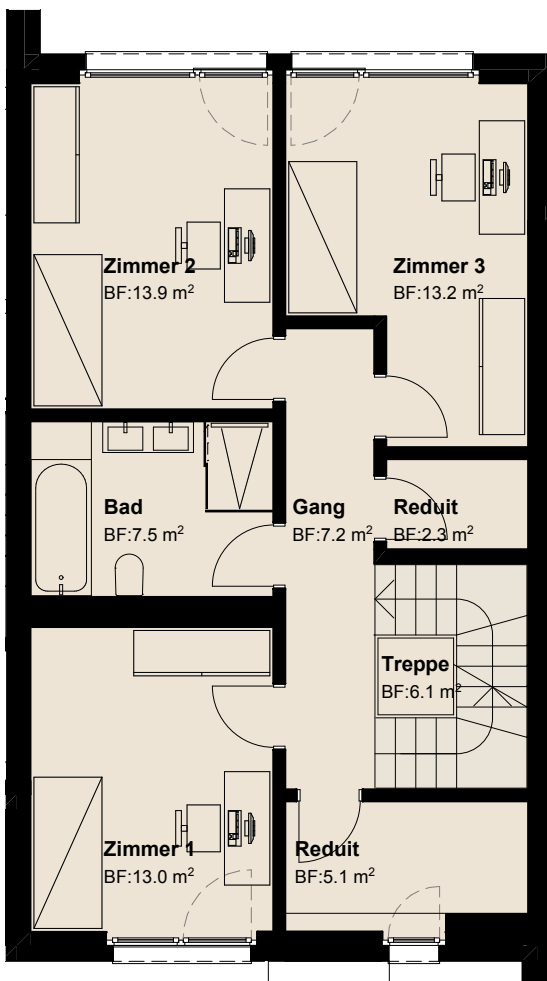 Zimmer 2
BF:13.9 m²
Zimmer 3
BF:13.2 m²
Bad
BF:7.5 m²
Gang
BF:7.2 m²
Reduit
BF:2.3 m²
Treppe
BF:6.1 m²
Zimmer 1
BF:13.0 m²
Reduit
BF:5.1 m²